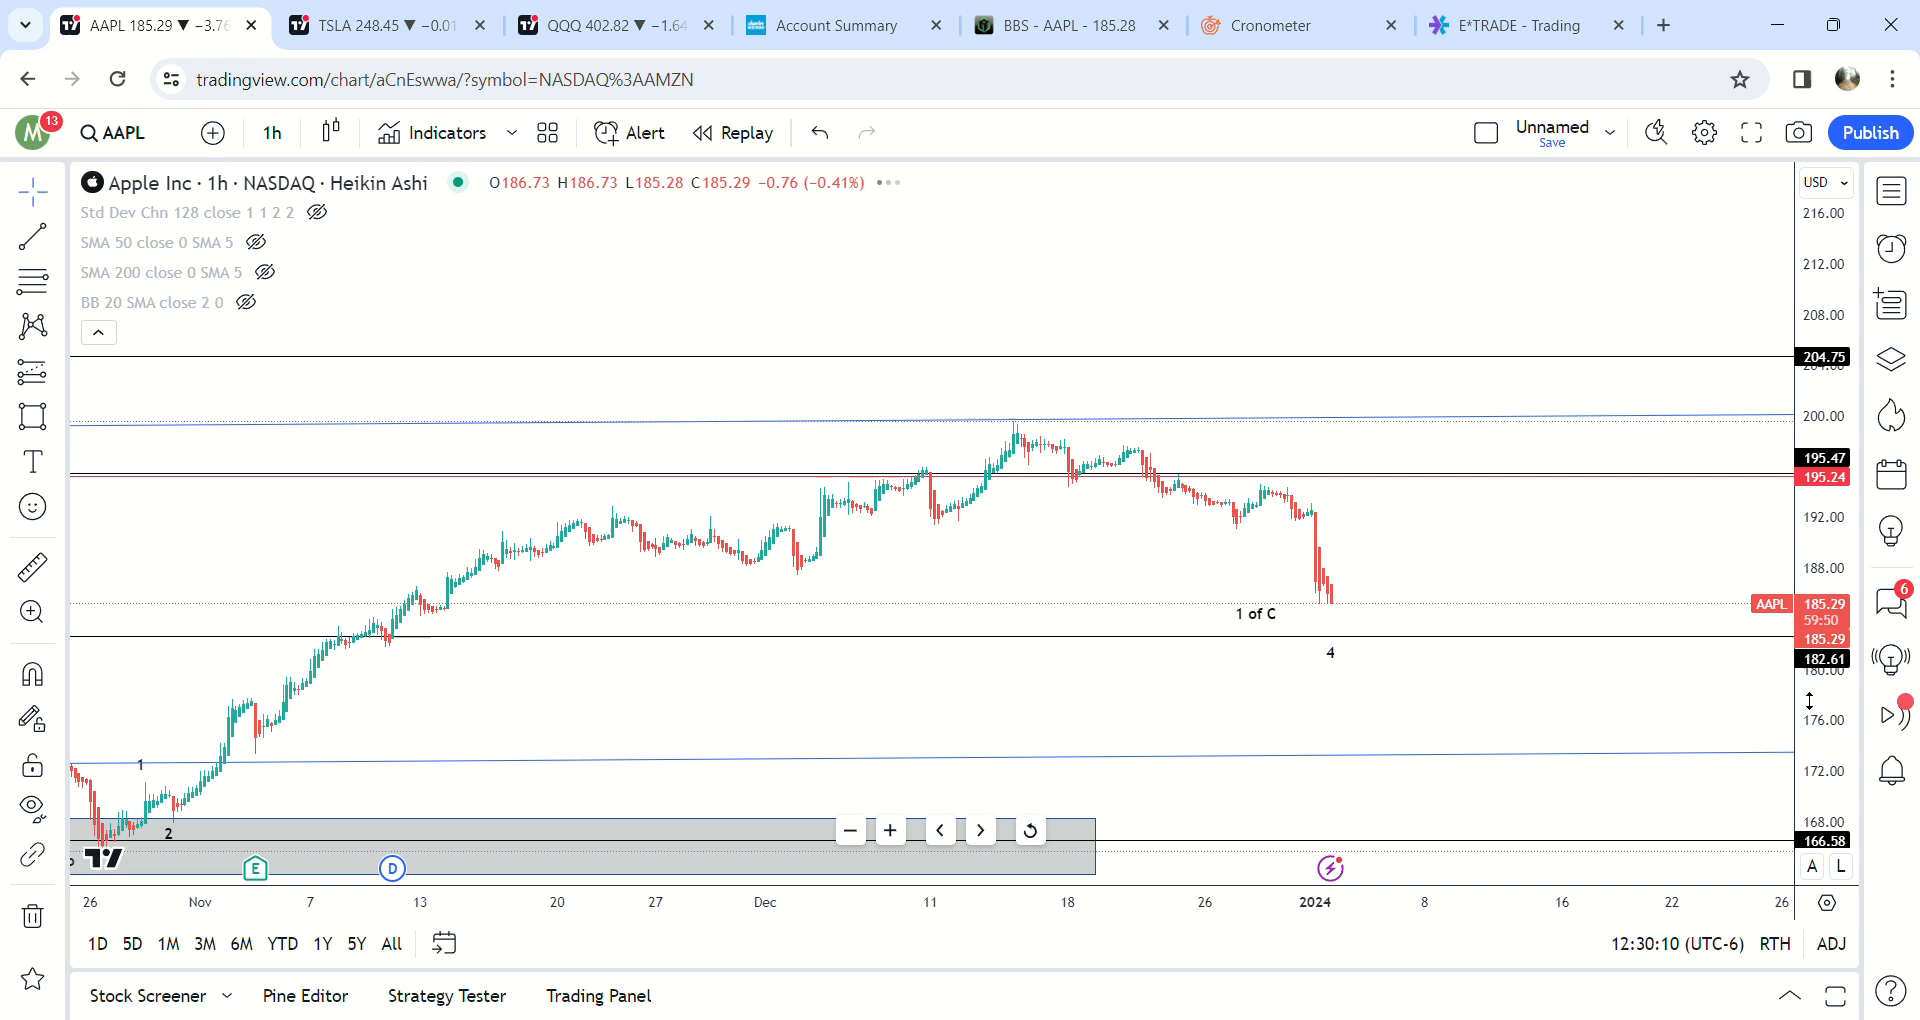 AAPL 185.29 ▼ −3.76
TSLA 248.45 ▼ −0.01
QQQ 402.82 ▼ −1.64
Account Summary
BBS - AAPL - 185.28
Cronometer
E*TRADE - Trading
tradingview.com/chart/aCnEswwa/?symbol=NASDAQ%3AAMZN
M 13
AAPL
1h
Indicators
Alert
Replay
Unnamed
Save
Publish
Apple Inc · 1h · NASDAQ · Heikin Ashi
O186.73 H186.73 L185.28 C185.29 −0.76 (−0.41%)
USD
Std Dev Chn 128 close 1 1 2 2
SMA 50 close 0 SMA 5
SMA 200 close 0 SMA 5
BB 20 SMA close 2 0
216.00
212.00
208.00
204.75
204.00
200.00
195.47
195.24
192.00
188.00
AAPL 185.29
59:50
185.29
182.61
180.00
176.00
172.00
168.00
166.58
1 of C
4
1
2
6
E
D
A L
26 Nov 7 13 20 27 Dec 11 18 26 2024 8 16 22 26
1D 5D 1M 3M 6M YTD 1Y 5Y All
12:30:10 (UTC-6) RTH ADJ
Stock Screener Pine Editor Strategy Tester Trading Panel